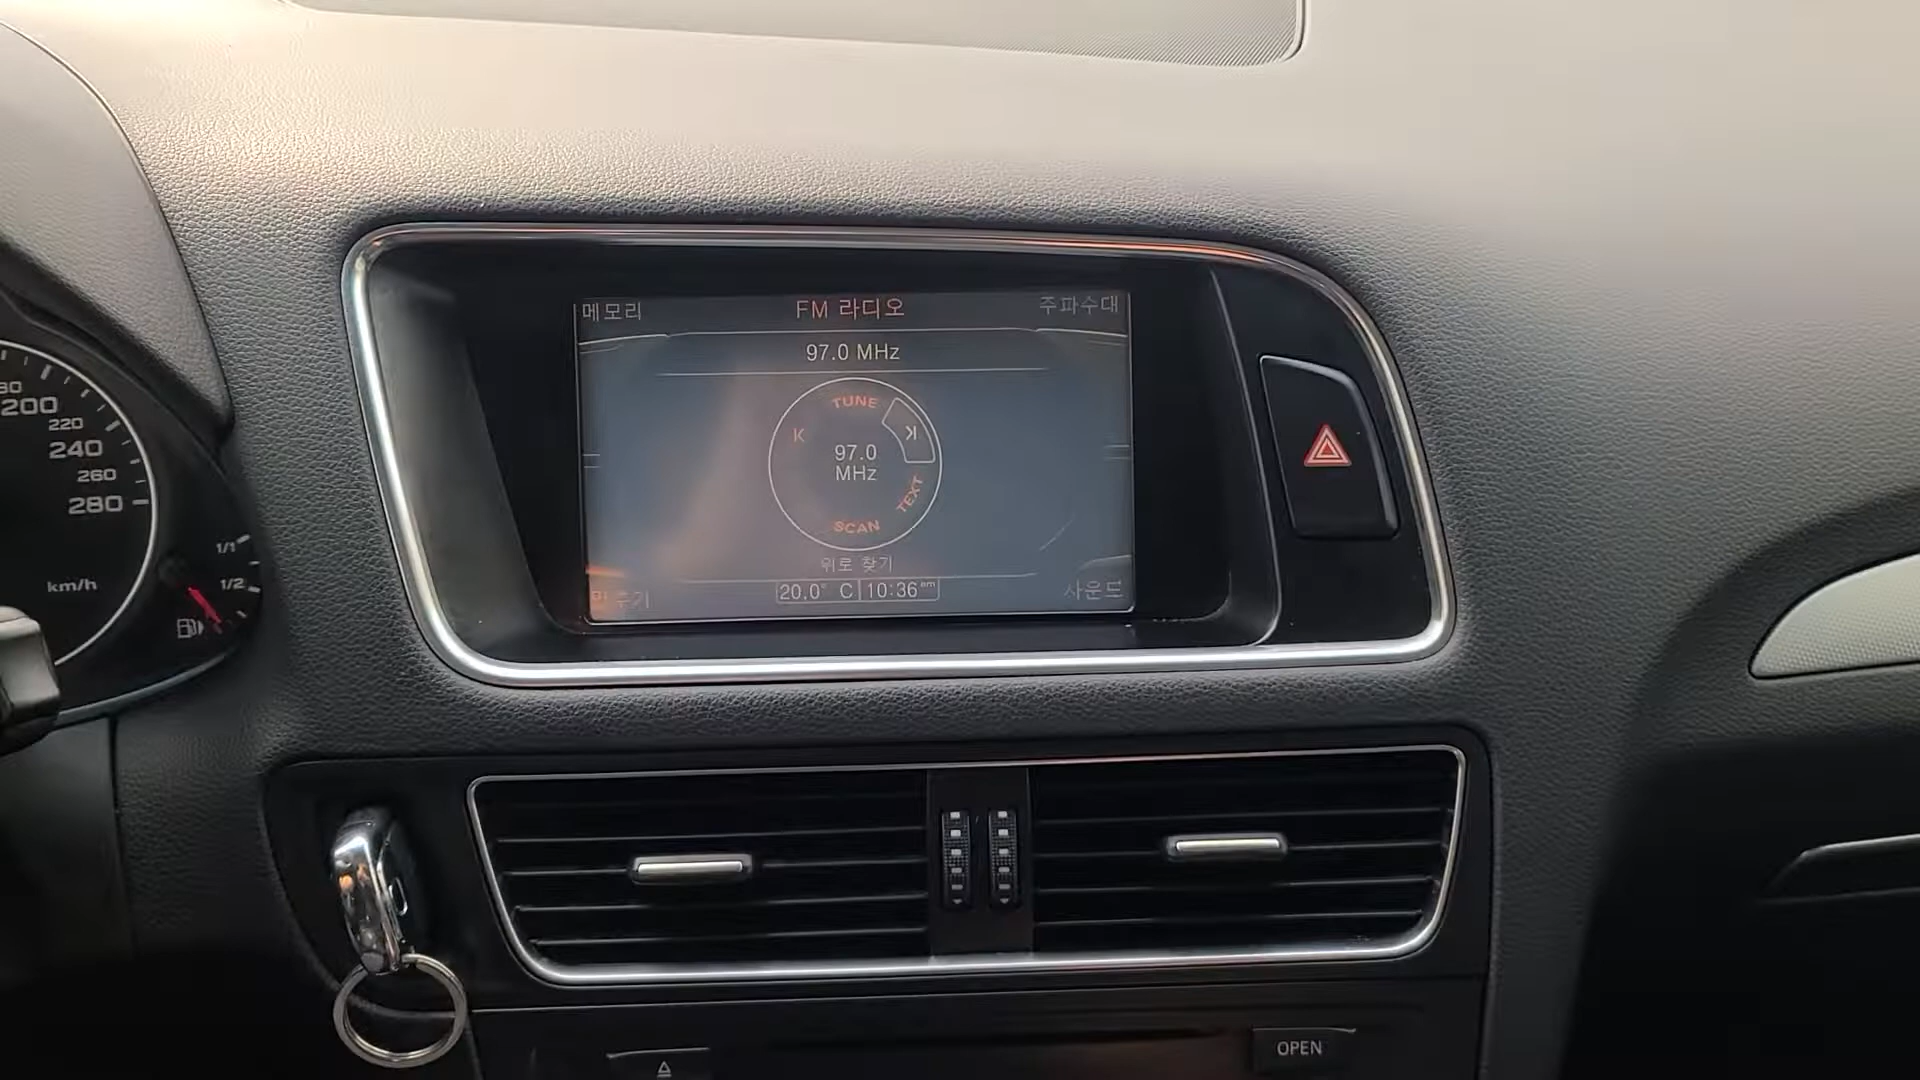 메모리
FM 라디오
주파수대
97.0 MHz
TUNE
97.0
MHz
TEXT
SCAN
위로 찾기
20.0° C
10:36 am
사운드
200
220
240
260
280
km/h
1/1
1/2
OPEN